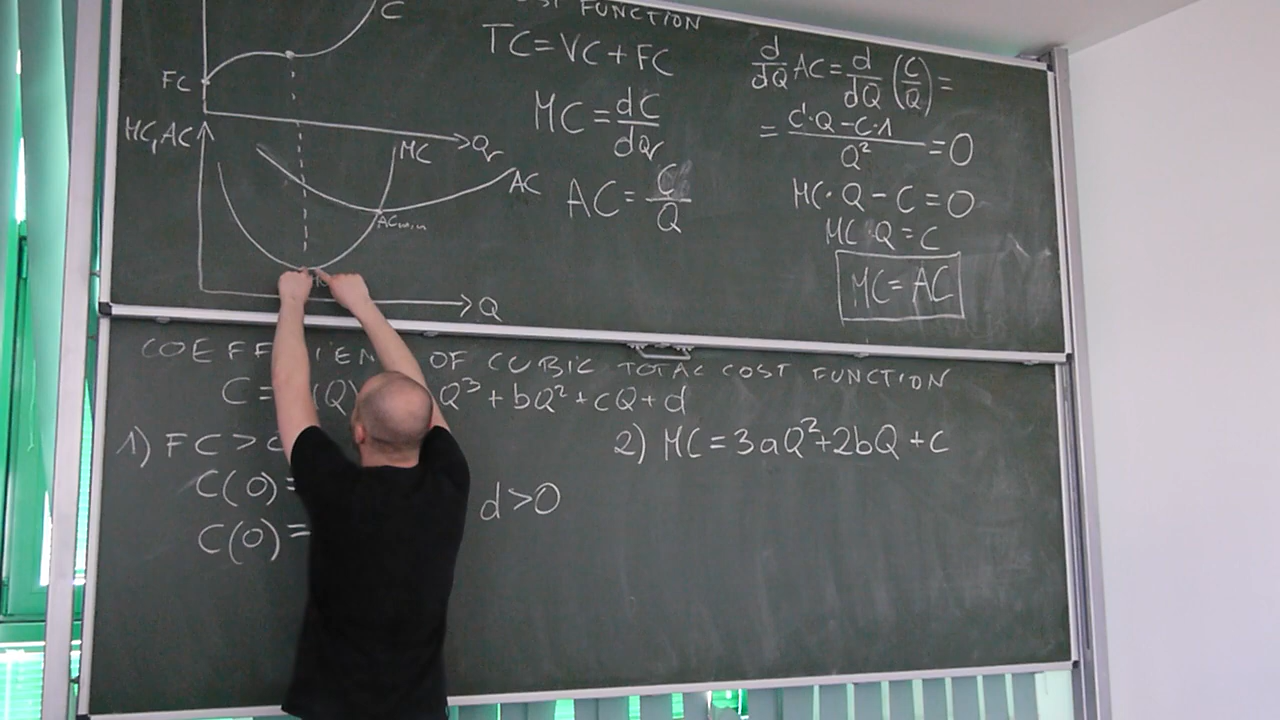 C
FC
MC, AC
Q
MC
AC
ACmin
Q
COST FUNCTION
TC = VC + FC
MC = dC/dQ
AC = C/Q
d/dQ AC = d/dQ (C/Q) =
= C'·Q - C·1 / Q² = 0
MC·Q - C = 0
MC·Q = C
MC = AC
OF CUBIC TOTAL COST FUNCTION
C = (Q) Q³ + bQ² + cQ + d
1) FC >
C(0) =
d > 0
C(0) =
2) MC = 3aQ² + 2bQ + c